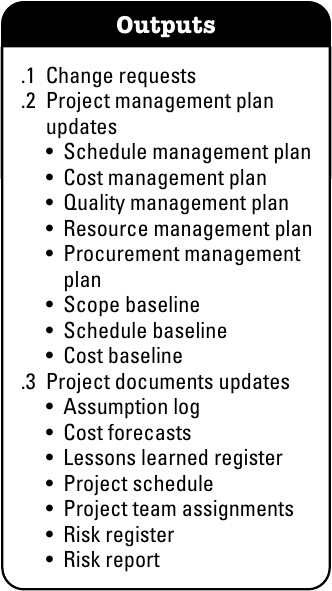 Outputs
.1 Change requests
.2 Project management plan
updates
• Schedule management plan
• Cost management plan
• Quality management plan
• Resource management plan
• Procurement management
plan
• Scope baseline
• Schedule baseline
• Cost baseline
.3 Project documents updates
• Assumption log
• Cost forecasts
• Lessons learned register
• Project schedule
• Project team assignments
• Risk register
• Risk report